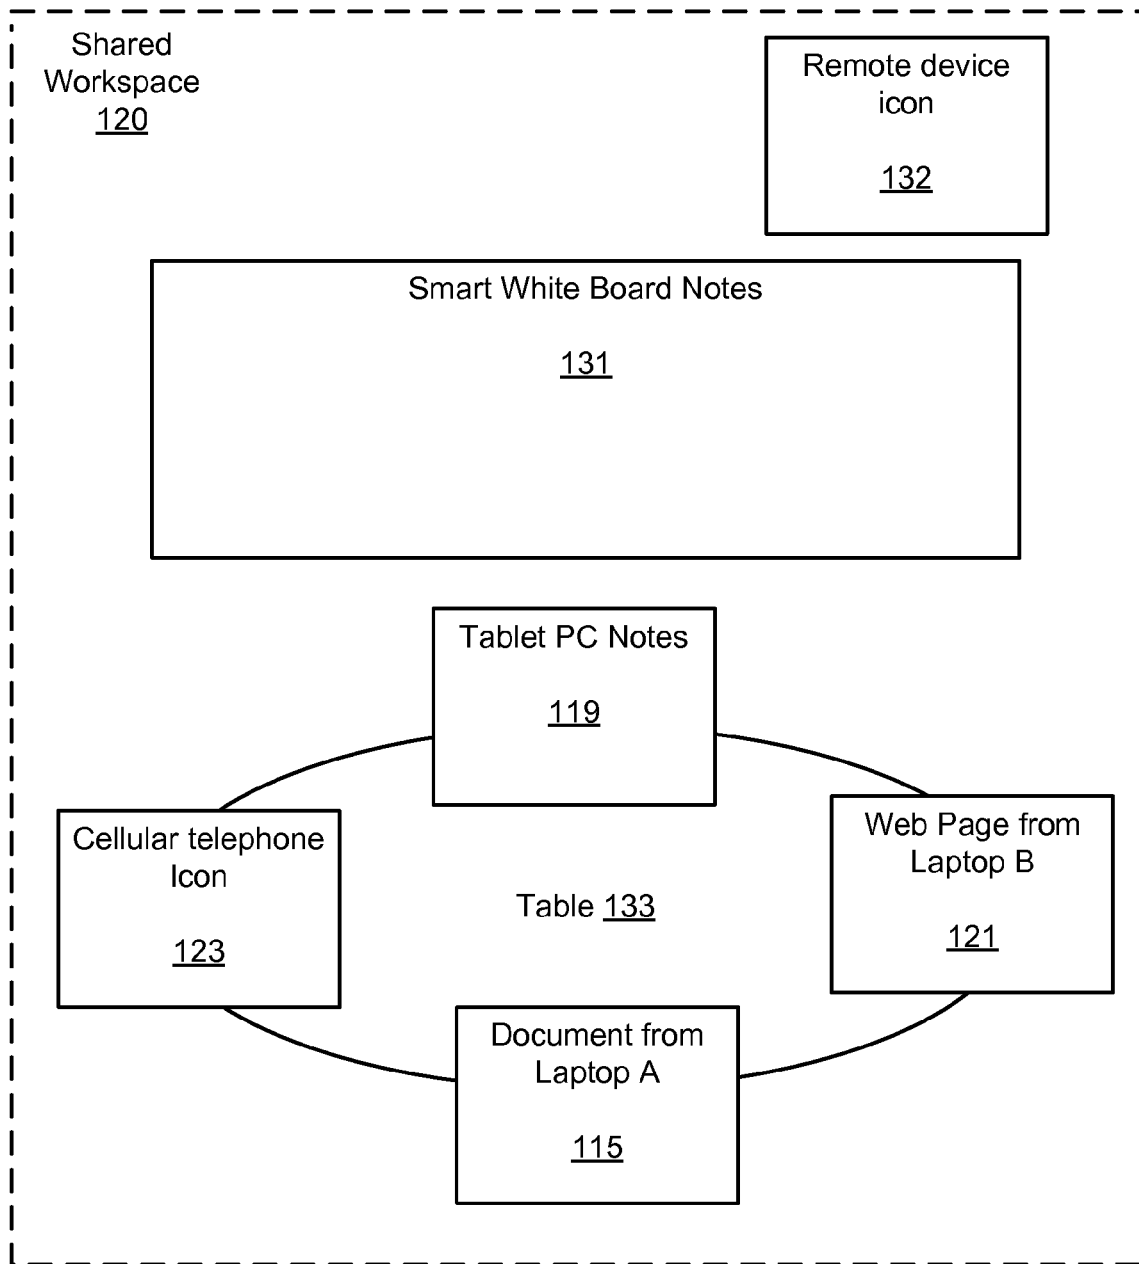 Shared
Workspace
120
Remote device
icon
132
Smart White Board Notes
131
Tablet PC Notes
119
Cellular telephone
Icon
123
Table 133
Web Page from
Laptop B
121
Document from
Laptop A
115